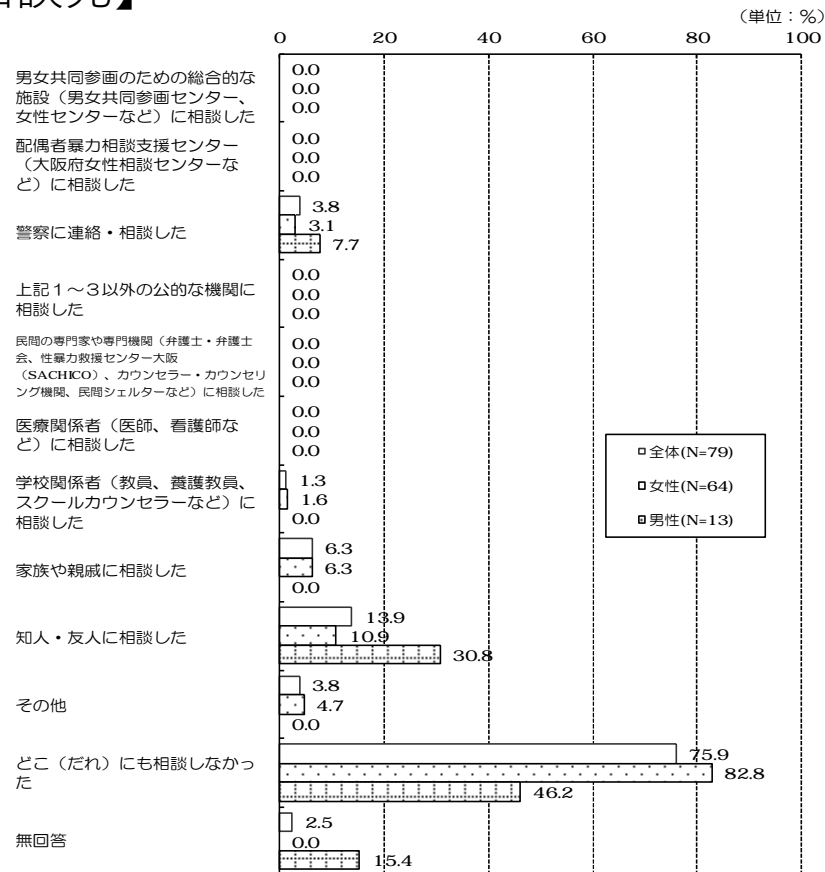 （単位：％）
0 20 40 60 80 100
男女共同参画のための総合的な
施設（男女共同参画センター、
女性センターなど）に相談した
0.0
0.0
0.0
配偶者暴力相談支援センター
（大阪府女性相談センターな
ど）に相談した
0.0
0.0
0.0
警察に連絡・相談した
3.8
3.1
7.7
上記１～３以外の公的な機関に
相談した
0.0
0.0
0.0
民間の専門家や専門機関（弁護士・弁護士
会、性暴力救援センター大阪
（SACHICO）、カウンセラー・カウンセリ
ング機関、民間シェルターなど）に相談した
0.0
0.0
0.0
医療関係者（医師、看護師な
ど）に相談した
0.0
0.0
0.0
学校関係者（教員、養護教員、
スクールカウンセラーなど）に
相談した
1.3
1.6
0.0
家族や親戚に相談した
6.3
6.3
0.0
知人・友人に相談した
13.9
10.9
30.8
その他
3.8
4.7
0.0
どこ（だれ）にも相談しなかっ
た
75.9
82.8
46.2
無回答
2.5
0.0
15.4
全体(N=79)
女性(N=64)
男性(N=13)